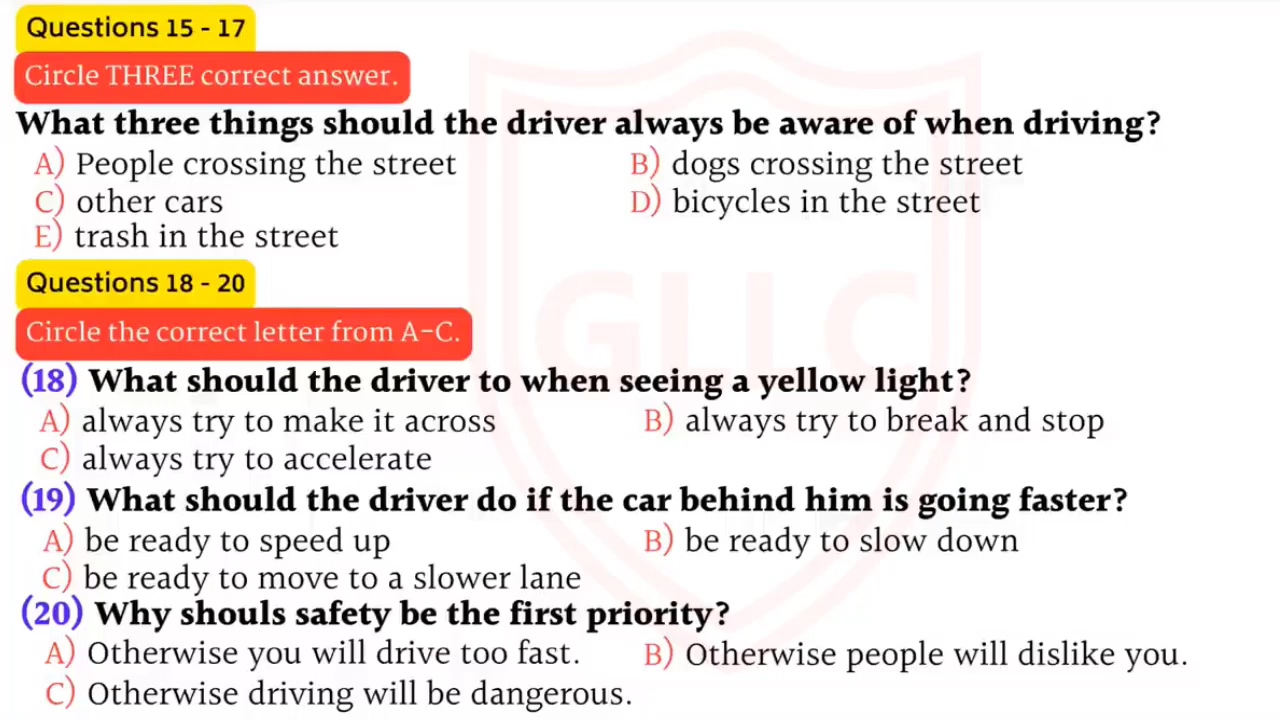 Questions 15 - 17
Circle THREE correct answer.
What three things should the driver always be aware of when driving?
A) People crossing the street B) dogs crossing the street
C) other cars D) bicycles in the street
E) trash in the street
Questions 18 - 20
Circle the correct letter from A-C.
(18) What should the driver to when seeing a yellow light?
A) always try to make it across B) always try to break and stop
C) always try to accelerate
(19) What should the driver do if the car behind him is going faster?
A) be ready to speed up B) be ready to slow down
C) be ready to move to a slower lane
(20) Why shouls safety be the first priority?
A) Otherwise you will drive too fast. B) Otherwise people will dislike you.
C) Otherwise driving will be dangerous.
GLLC